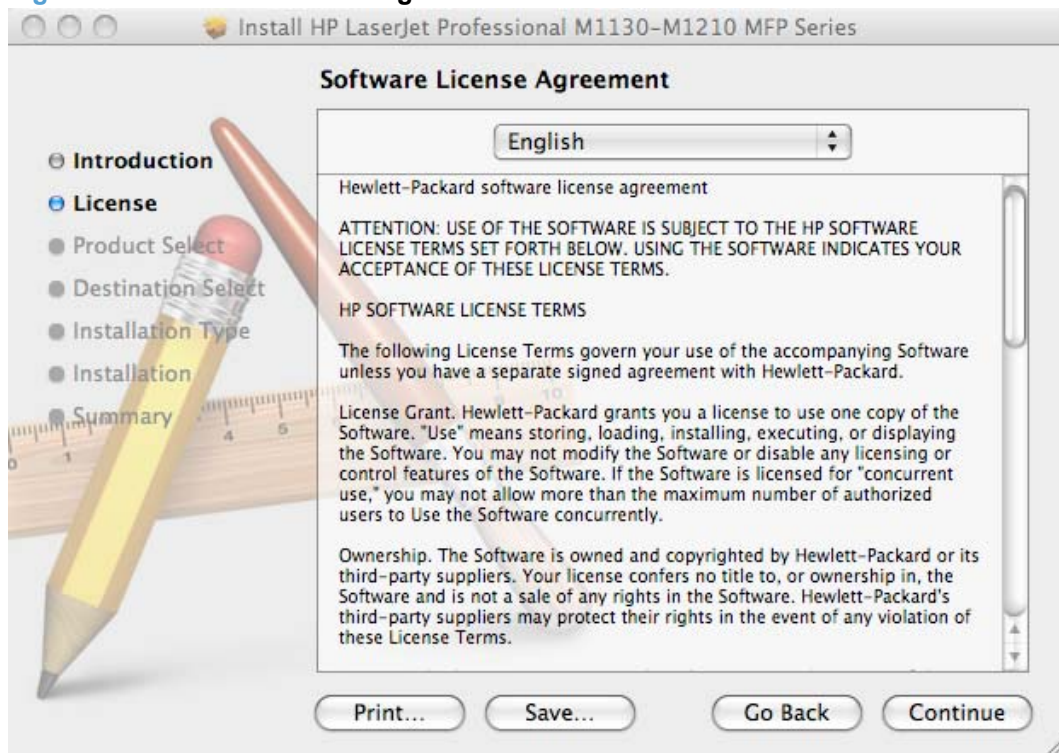 Install HP LaserJet Professional M1130-M1210 MFP Series
Software License Agreement
Introduction
License
Product Select
Destination Select
Installation Type
Installation
Summary
English
Hewlett-Packard software license agreement
ATTENTION: USE OF THE SOFTWARE IS SUBJECT TO THE HP SOFTWARE
LICENSE TERMS SET FORTH BELOW. USING THE SOFTWARE INDICATES YOUR
ACCEPTANCE OF THESE LICENSE TERMS.
HP SOFTWARE LICENSE TERMS
The following License Terms govern your use of the accompanying Software
unless you have a separate signed agreement with Hewlett-Packard.
License Grant. Hewlett-Packard grants you a license to use one copy of the
Software. "Use" means storing, loading, installing, executing, or displaying
the Software. You may not modify the Software or disable any licensing or
control features of the Software. If the Software is licensed for "concurrent
use," you may not allow more than the maximum number of authorized
users to Use the Software concurrently.
Ownership. The Software is owned and copyrighted by Hewlett-Packard or its
third-party suppliers. Your license confers no title to, or ownership in, the
Software and is not a sale of any rights in the Software. Hewlett-Packard's
third-party suppliers may protect their rights in the event of any violation of
these License Terms.
0 1 4 5 10
Print... Save... Go Back Continue